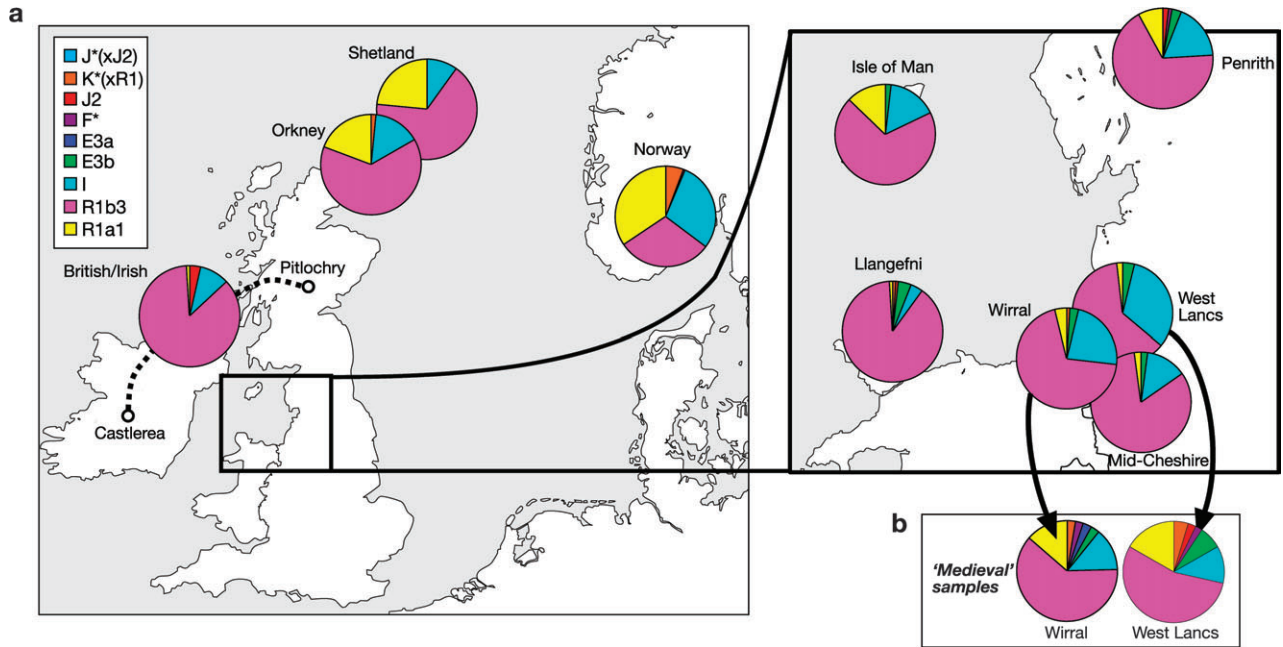 a
J*(xJ2)
K*(xR1)
J2
F*
E3a
E3b
I
R1b3
R1a1
Shetland
Orkney
Norway
British/Irish
Pitlochry
Castlerea
Isle of Man
Penrith
Llangefni
Wirral
West
Lancs
Mid-Cheshire
b
'Medieval'
samples
Wirral
West Lancs